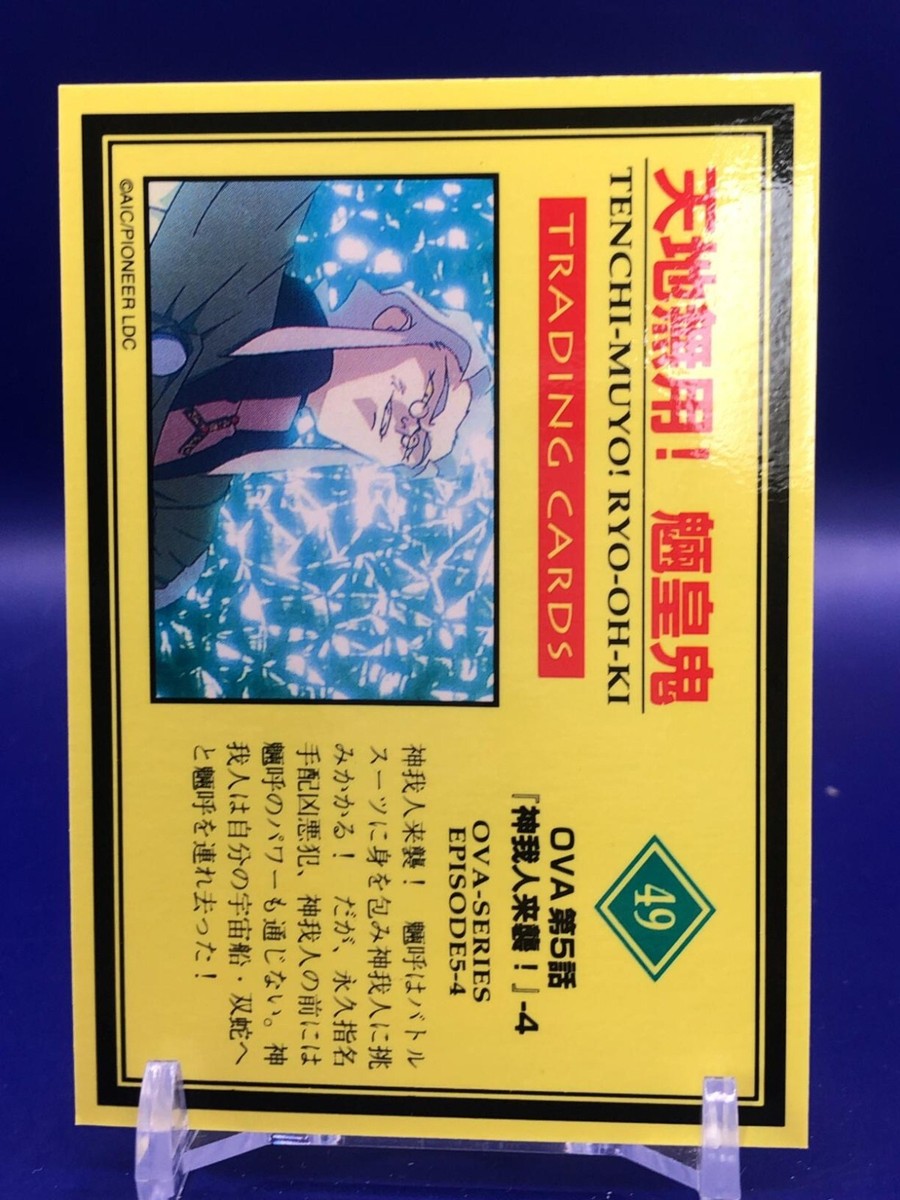 天地無用！ 魎皇鬼
TENCHI-MUYO! RYO-OH-KI
TRADING CARDS
49
OVA 第5話
『神我人来襲！』-4
OVA-SERIES
EPISODE5-4
神我人来襲！ 魎呼はバトル
スーツに身を包み神我人に挑
みかかる！ だが、永久指名
手配凶悪犯、神我人の前には
魎呼のパワーも通じない。神
我人は自分の宇宙船・双蛇へ
と魎呼を連れ去った！
©AIC/PIONEER LDC